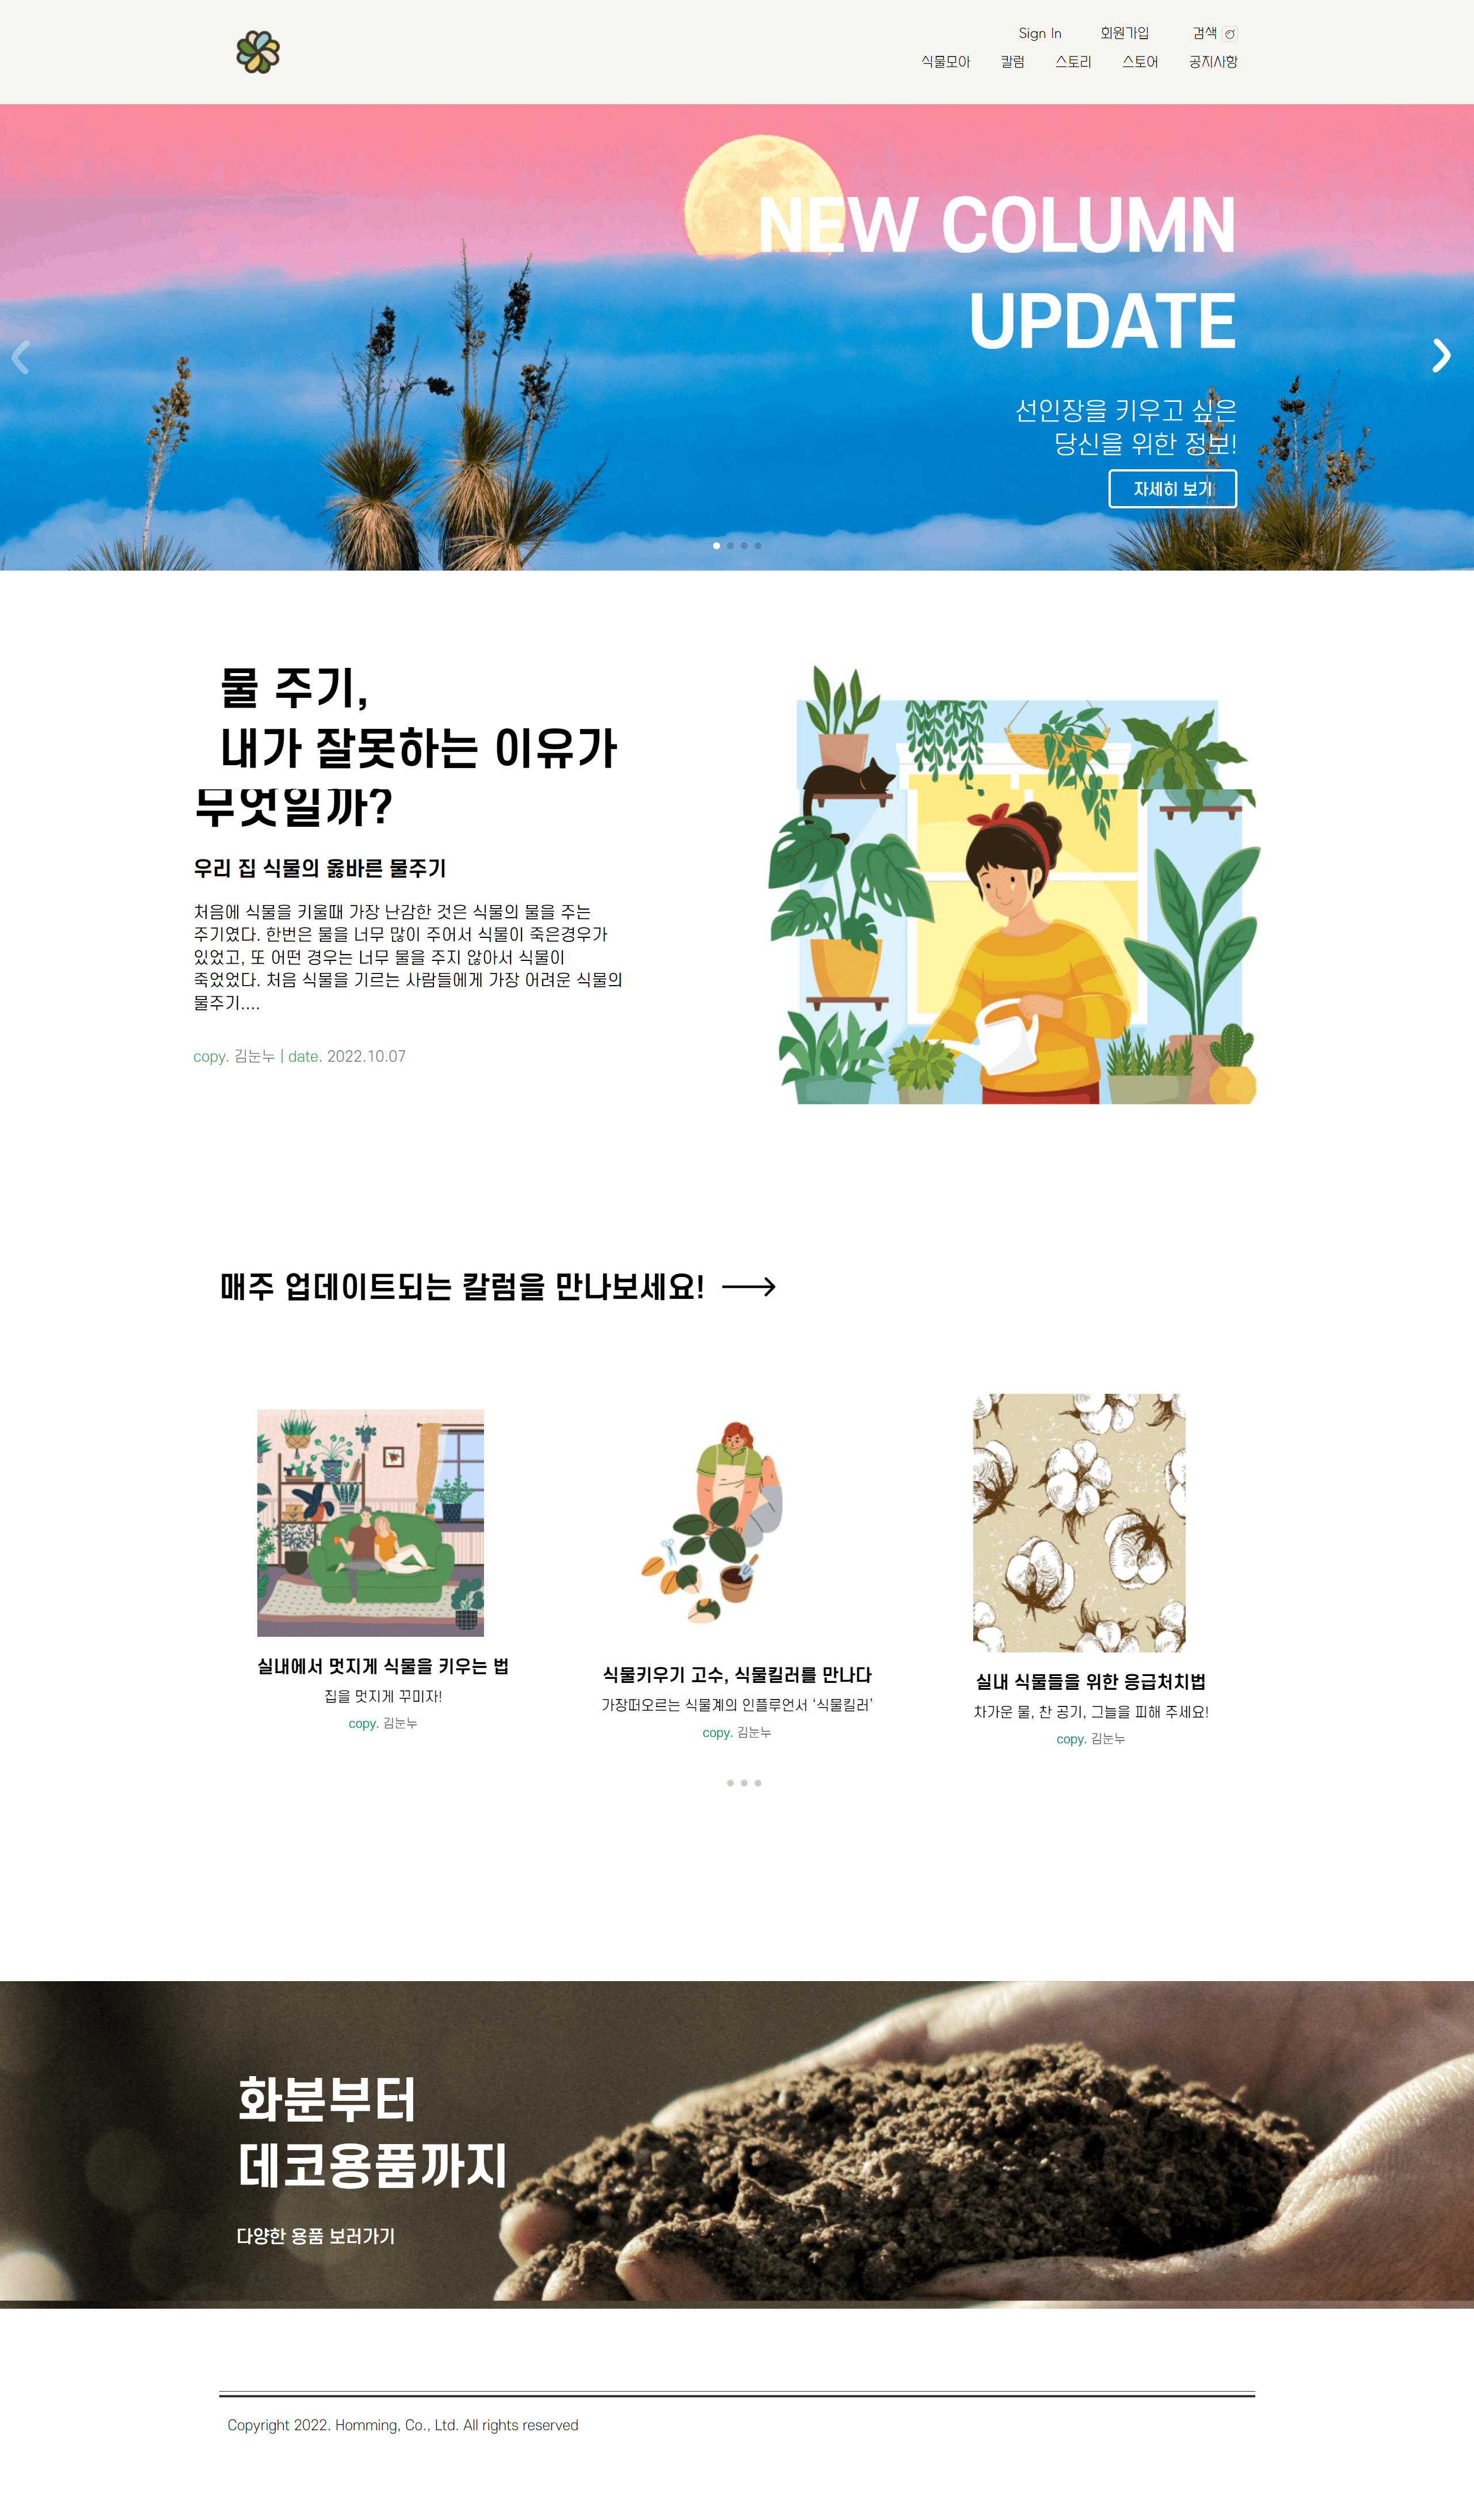 Sign In 회원가입 검색
식물모아 칼럼 스토리 스토어 공지사항
NEW COLUMN
UPDATE
선인장을 키우고 싶은
당신을 위한 정보!
자세히 보기
물 주기,
내가 잘못하는 이유가
무엇일까?
우리 집 식물의 옳바른 물주기
처음에 식물을 키울때 가장 난감한 것은 식물의 물을 주는
주기였다. 한번은 물을 너무 많이 주어서 식물이 죽은경우가
있었고, 또 어떤 경우는 너무 물을 주지 않아서 식물이
죽었었다. 처음 식물을 기르는 사람들에게 가장 어려운 식물의
물주기....
copy. 김눈누 | date. 2022.10.07
매주 업데이트되는 칼럼을 만나보세요!
실내에서 멋지게 식물을 키우는 법
집을 멋지게 꾸미자!
copy. 김눈누
식물키우기 고수, 식물킬러를 만나다
가장떠오르는 식물계의 인플루언서 ‘식물킬러’
copy. 김눈누
실내 식물들을 위한 응급처치법
차가운 물, 찬 공기, 그늘을 피해 주세요!
copy. 김눈누
화분부터
데코용품까지
다양한 용품 보러가기
Copyright 2022. Homming, Co., Ltd. All rights reserved